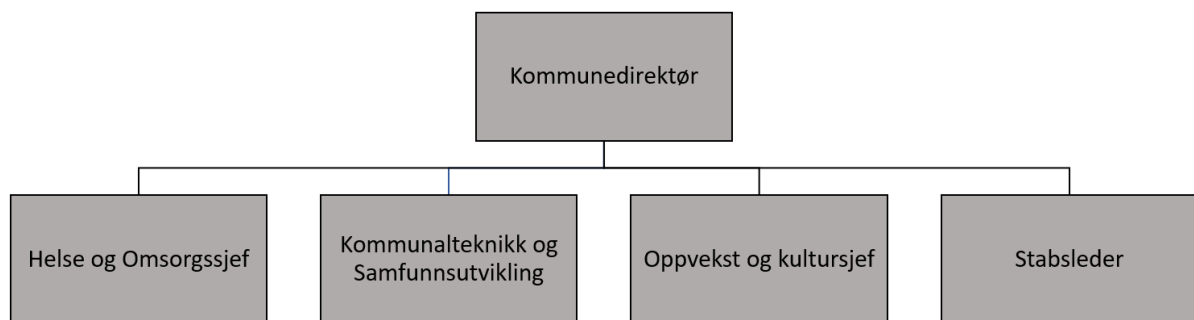 Kommunedirektør
Helse og Omsorgssjef
Kommunalteknikk og
Samfunnsutvikling
Oppvekst og kultursjef
Stabsleder